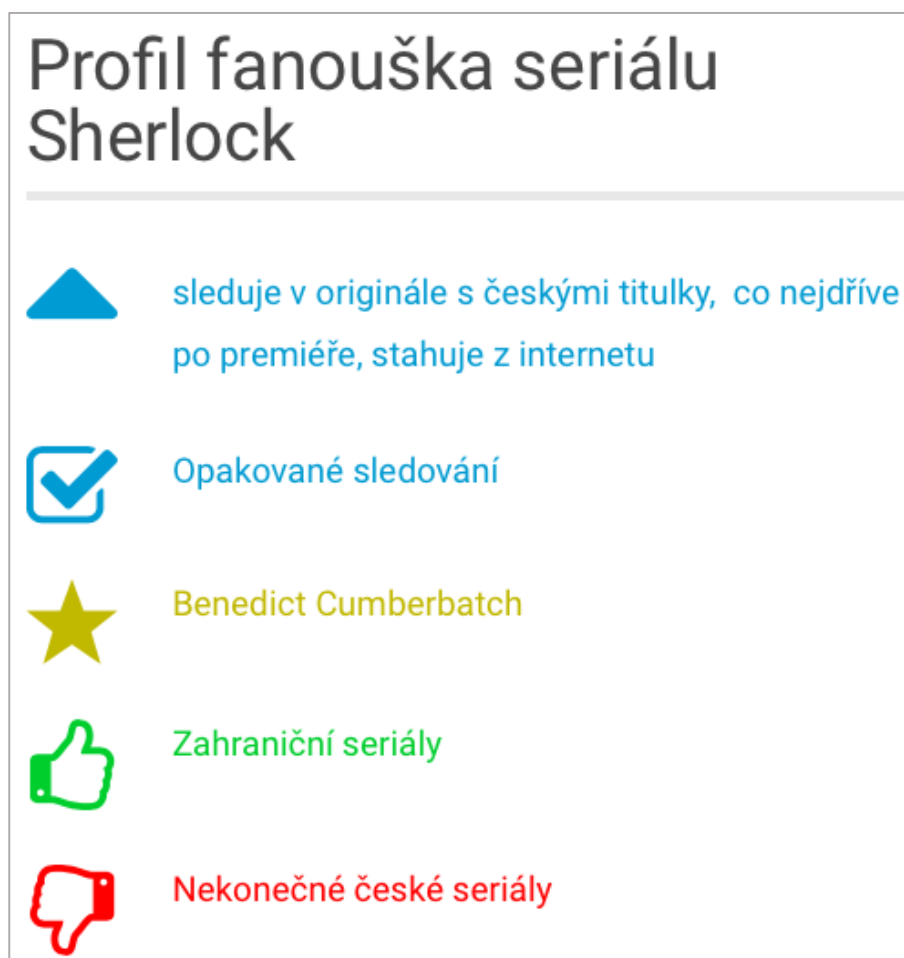 Profil fanouška seriálu
Sherlock
sleduje v originále s českými titulky,  co nejdříve
po premiéře, stahuje z internetu
Opakované sledování
Benedict Cumberbatch
Zahraniční seriály
Nekonečné české seriály